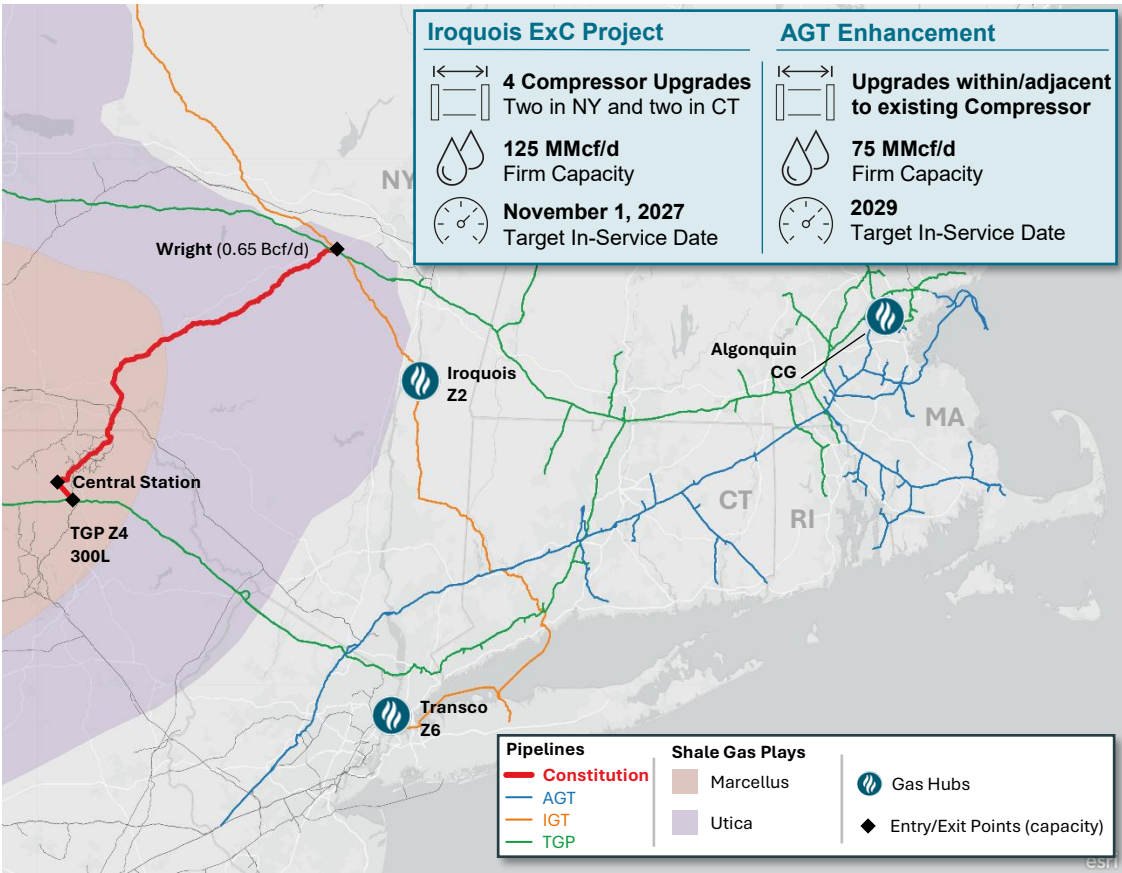 Iroquois ExC Project
4 Compressor Upgrades
Two in NY and two in CT
125 MMcf/d
Firm Capacity
November 1, 2027
Target In-Service Date
AGT Enhancement
Upgrades within/adjacent
to existing Compressor
75 MMcf/d
Firm Capacity
2029
Target In-Service Date
NY
Wright (0.65 Bcf/d)
Iroquois
Z2
Algonquin
CG
MA
Central Station
CT
RI
TGP Z4
300L
Transco
Z6
Pipelines
Constitution
AGT
IGT
TGP
Shale Gas Plays
Marcellus
Utica
Gas Hubs
Entry/Exit Points (capacity)
esri